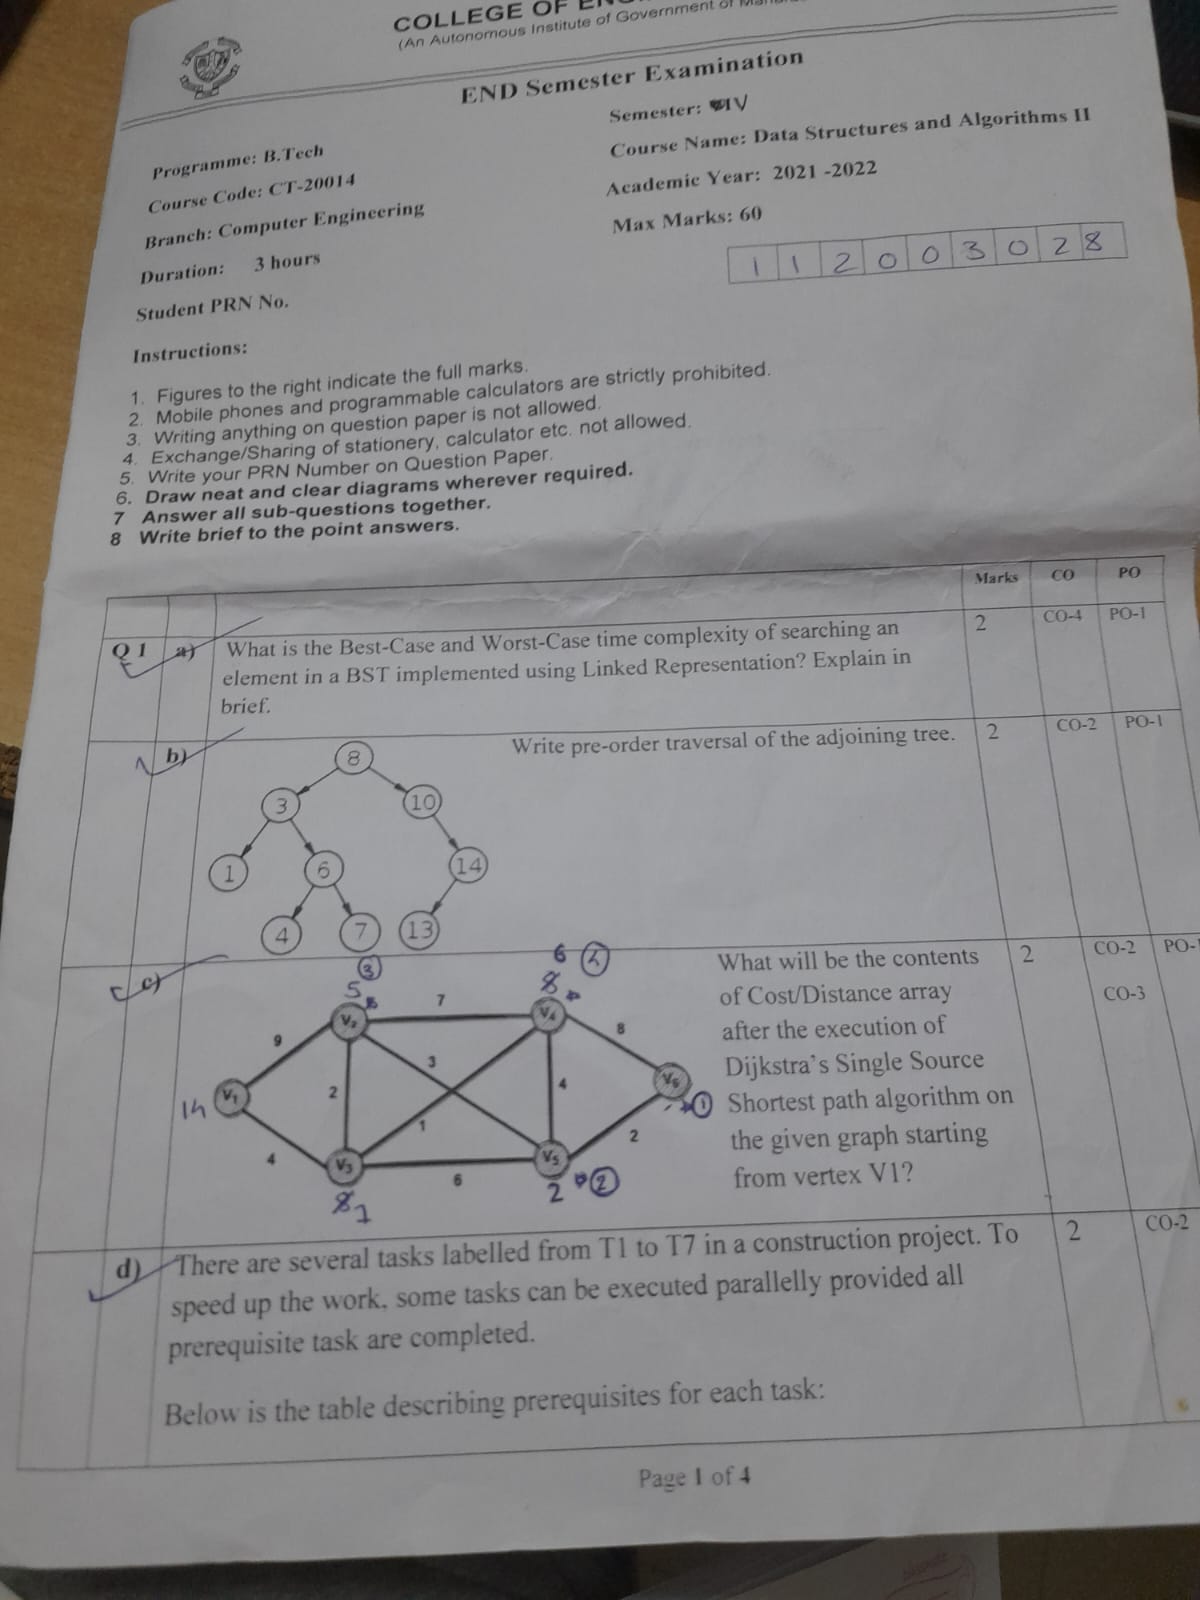 COLLEGE OF
(An Autonomous Institute of Government of
END Semester Examination
Programme: B.Tech
Semester: IV
Course Code: CT-20014
Course Name: Data Structures and Algorithms II
Branch: Computer Engineering
Academic Year: 2021 -2022
Duration: 3 hours
Max Marks: 60
Student PRN No.
1 1 2 0 0 3 0 2 8
Instructions:
1. Figures to the right indicate the full marks.
2. Mobile phones and programmable calculators are strictly prohibited.
3. Writing anything on question paper is not allowed.
4. Exchange/Sharing of stationery, calculator etc. not allowed.
5. Write your PRN Number on Question Paper.
6. Draw neat and clear diagrams wherever required.
7 Answer all sub-questions together.
8 Write brief to the point answers.
Marks CO PO
Q 1 a) What is the Best-Case and Worst-Case time complexity of searching an 2 CO-4 PO-1
element in a BST implemented using Linked Representation? Explain in
brief.
b) Write pre-order traversal of the adjoining tree. 2 CO-2 PO-1
8
3 10
1 6 14
4 7 13
c) What will be the contents 2 CO-2 PO-1
of Cost/Distance array CO-3
after the execution of
Dijkstra's Single Source
Shortest path algorithm on
the given graph starting
from vertex V1?
3 6
5 8
V2 7 V4
9 8
3
V1 2 4 V6
14 1
1
4 2
V3 6 V5
8 7 2 2
d) There are several tasks labelled from T1 to T7 in a construction project. To 2 CO-2
speed up the work, some tasks can be executed parallelly provided all
prerequisite task are completed.
Below is the table describing prerequisites for each task:
Page 1 of 4